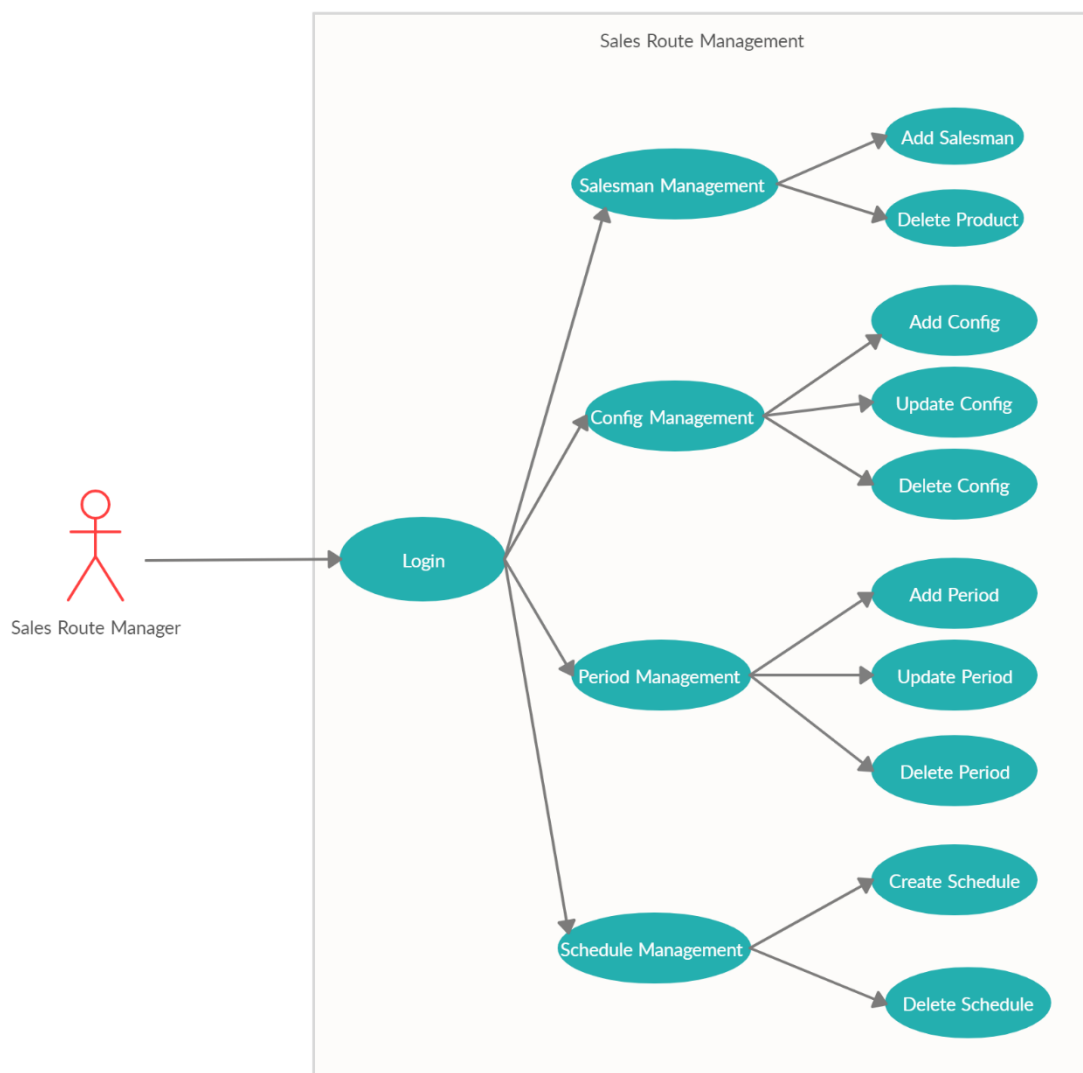 Sales Route Management
Add Salesman
Salesman Management
Delete Product
Add Config
Update Config
Config Management
Delete Config
Login
Sales Route Manager
Add Period
Update Period
Period Management
Delete Period
Create Schedule
Schedule Management
Delete Schedule